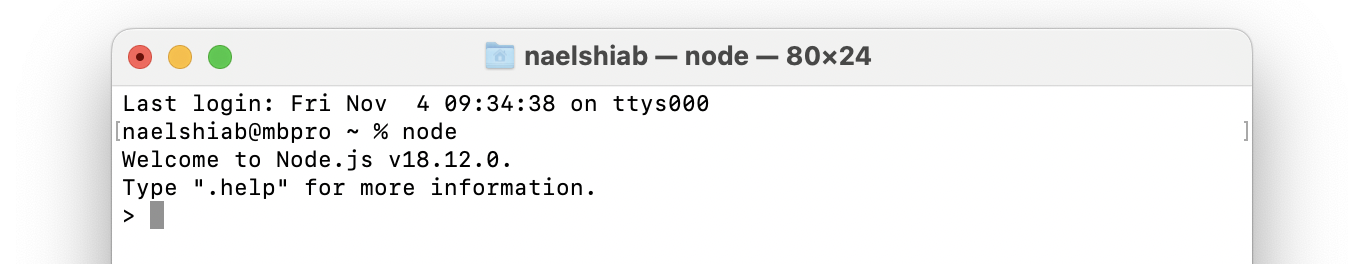 naelshiab — node — 80×24
Last login: Fri Nov  4 09:34:38 on ttys000
[naelshiab@mbpro ~ % node ]
Welcome to Node.js v18.12.0.
Type ".help" for more information.
>